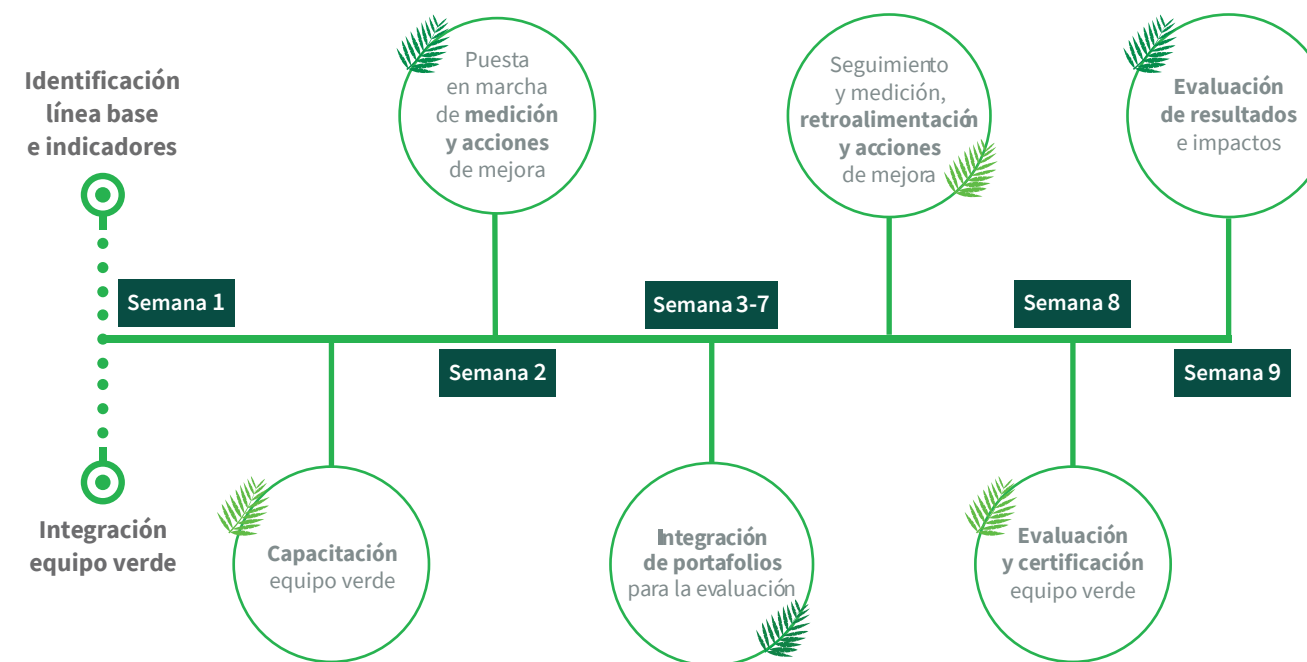 Identificación
línea base
e indicadores
Puesta
en marcha
de medición
y acciones
de mejora
Seguimiento
y medición,
retroalimentación
y acciones
de mejora
Evaluación
de resultados
e impactos
Semana 1
Semana 2
Semana 3-7
Semana 8
Semana 9
Integración
equipo verde
Capacitación
equipo verde
Integración
de portafolios
para la evaluación
Evaluación
y certificación
equipo verde